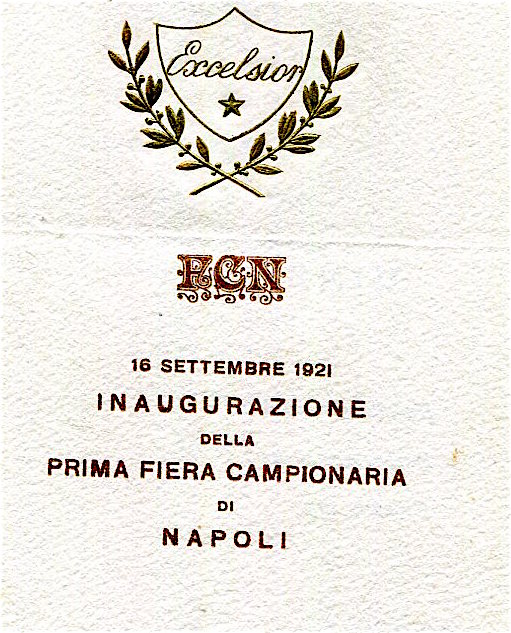 Excelsior
FCN
16 SETTEMBRE 1921
INAUGURAZIONE
DELLA
PRIMA FIERA CAMPIONARIA
DI
NAPOLI